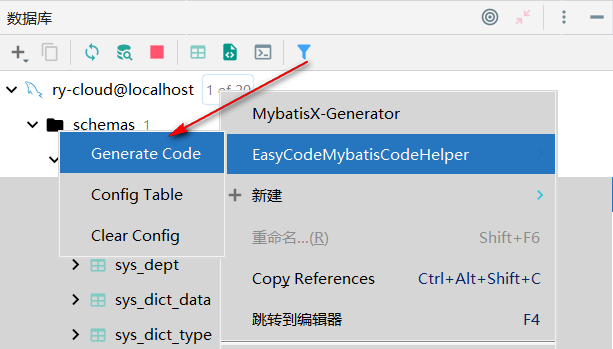 数据库
ry-cloud@localhost 1 of 20
schemas 1
MybatisX-Generator
Generate Code
EasyCodeMybatisCodeHelper
Config Table
新建
Clear Config
重命名...(R) Shift+F6
sys_dept
Copy References Ctrl+Alt+Shift+C
sys_dict_data
跳转到编辑器 F4
sys_dict_type